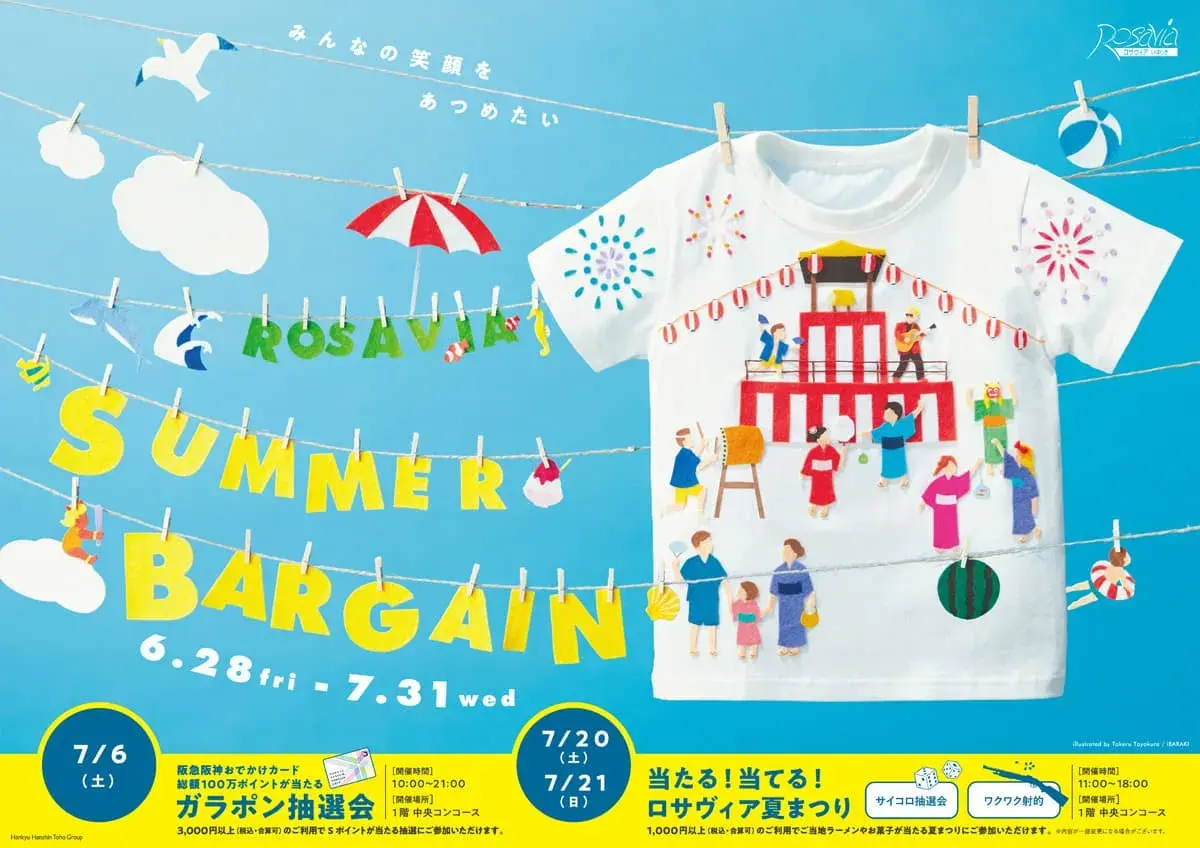 みんなの笑顔を
あつめたい
Rosavia
ロサヴィア いばらき
ROSAVIA
SUMMER
BARGAIN
6.28fri - 7.31wed
illustrated by Takeru Toyokura / IBARAKI
7/6
(土)
阪急阪神おでかけカード
総額100万ポイントが当たる
ガラポン抽選会
[開催時間]
10:00~21:00
[開催場所]
1階 中央コンコース
3,000円以上(税込・合算可)のご利用でSポイントが当たる抽選にご参加いただけます。
7/20
(土)
7/21
(日)
当たる!当てる!
ロサヴィア夏まつり
サイコロ抽選会
ワクワク射的
[開催時間]
11:00~18:00
[開催場所]
1階 中央コンコース
1,000円以上(税込・合算可)のご利用でご当地ラーメンやお菓子が当たる夏まつりにご参加いただけます。
※内容が一部変更になる場合がございます。
Hankyu Hanshin Toho Group